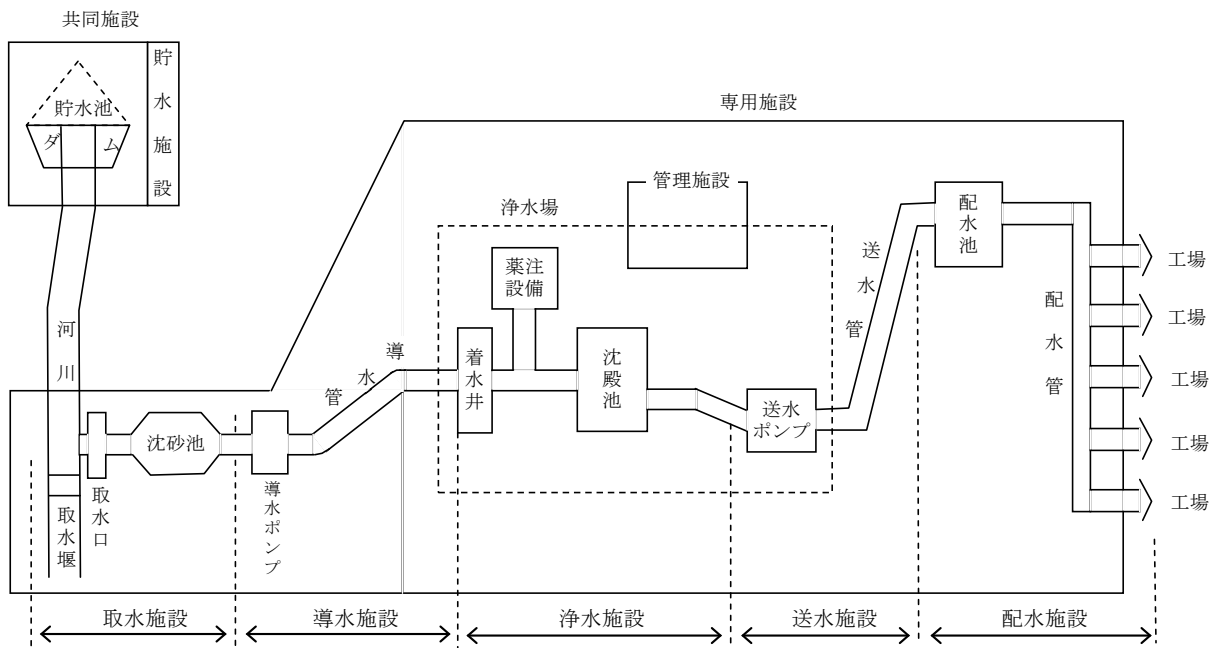 共同施設
貯水施設
貯水池
ダム
専用施設
管理施設
浄水場
配水池
薬注
設備
送水管
工場
河川
着水井
沈殿池
配水管
工場
導水管
工場
送水
ポンプ
沈砂池
工場
取水堰
取水口
導水ポンプ
工場
取水施設
導水施設
浄水施設
送水施設
配水施設